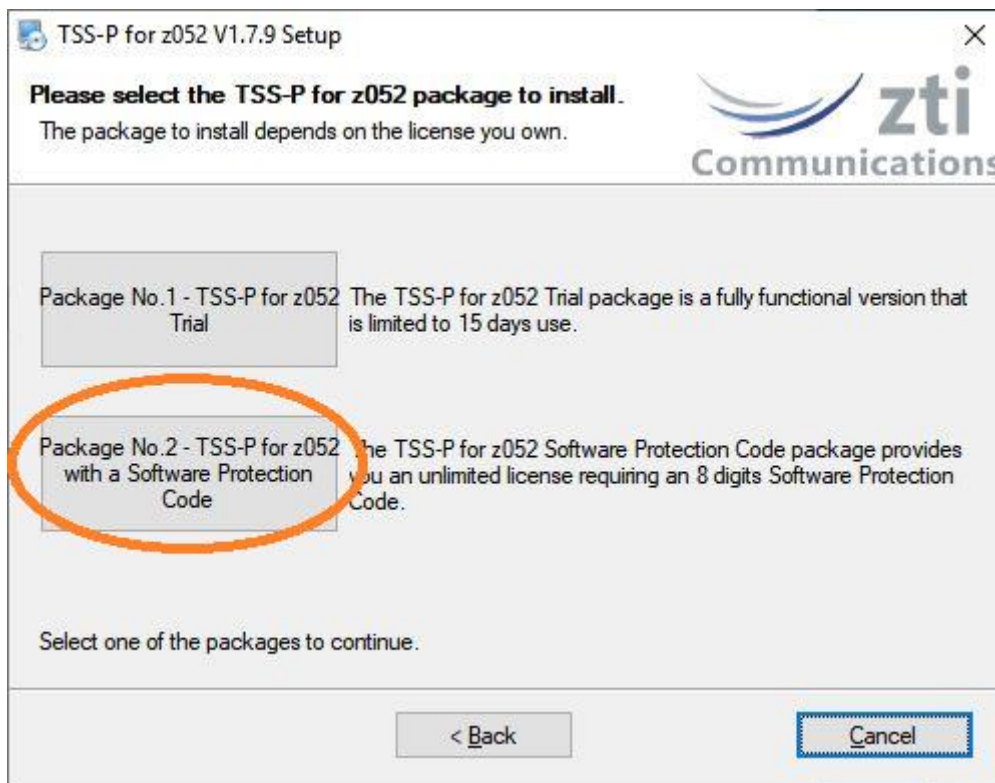 TSS-P for z052 V1.7.9 Setup
Please select the TSS-P for z052 package to install.
The package to install depends on the license you own.
zti
Communications
Package No.1 - TSS-P for z052
Trial
The TSS-P for z052 Trial package is a fully functional version that
is limited to 15 days use.
Package No.2 - TSS-P for z052
with a Software Protection
Code
The TSS-P for z052 Software Protection Code package provides
you an unlimited license requiring an 8 digits Software Protection
Code.
Select one of the packages to continue.
< Back
Cancel